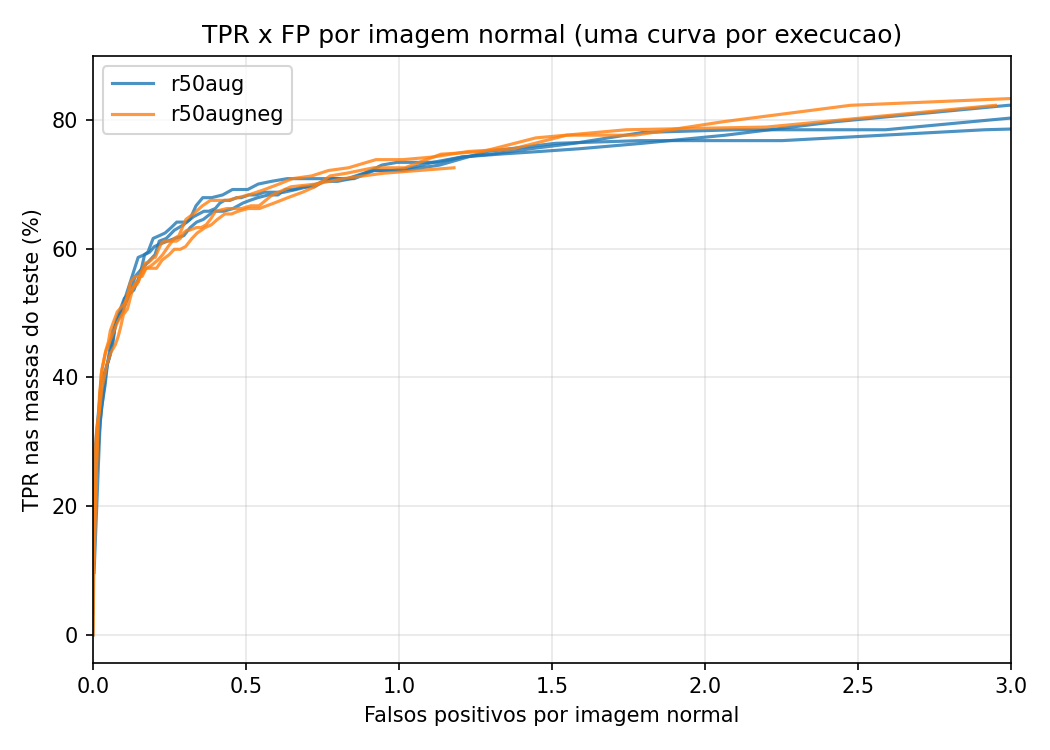 TPR x FP por imagem normal (uma curva por execucao)
r50aug
r50augneg
TPR nas massas do teste (%)
80
60
40
20
0
0.0 0.5 1.0 1.5 2.0 2.5 3.0
Falsos positivos por imagem normal